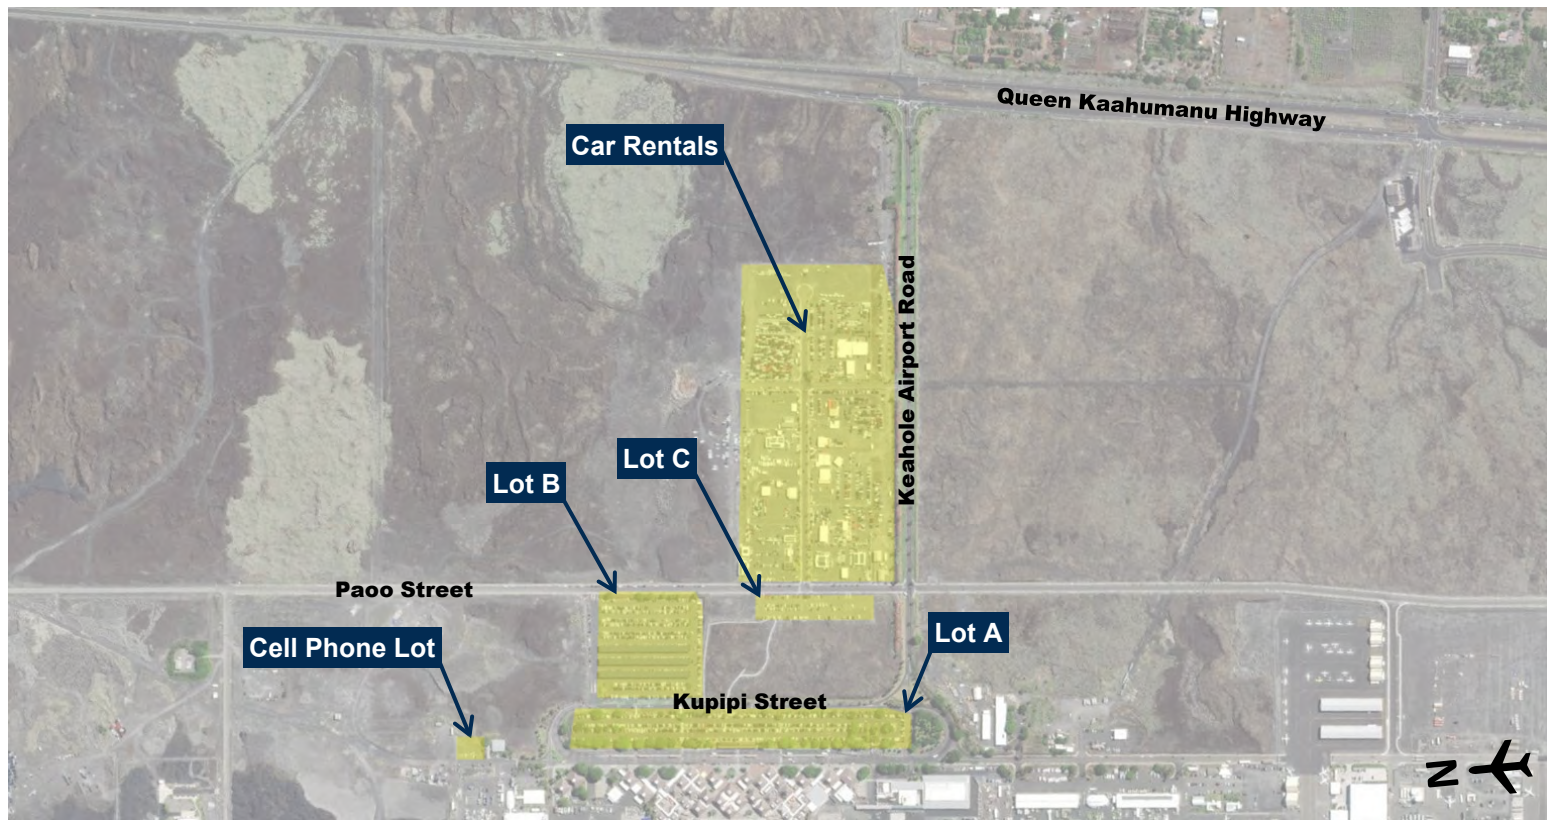 Queen Kaahumanu Highway
Car Rentals
Keahole Airport Road
Lot C
Lot B
Paoo Street
Lot A
Cell Phone Lot
Kupipi Street
N